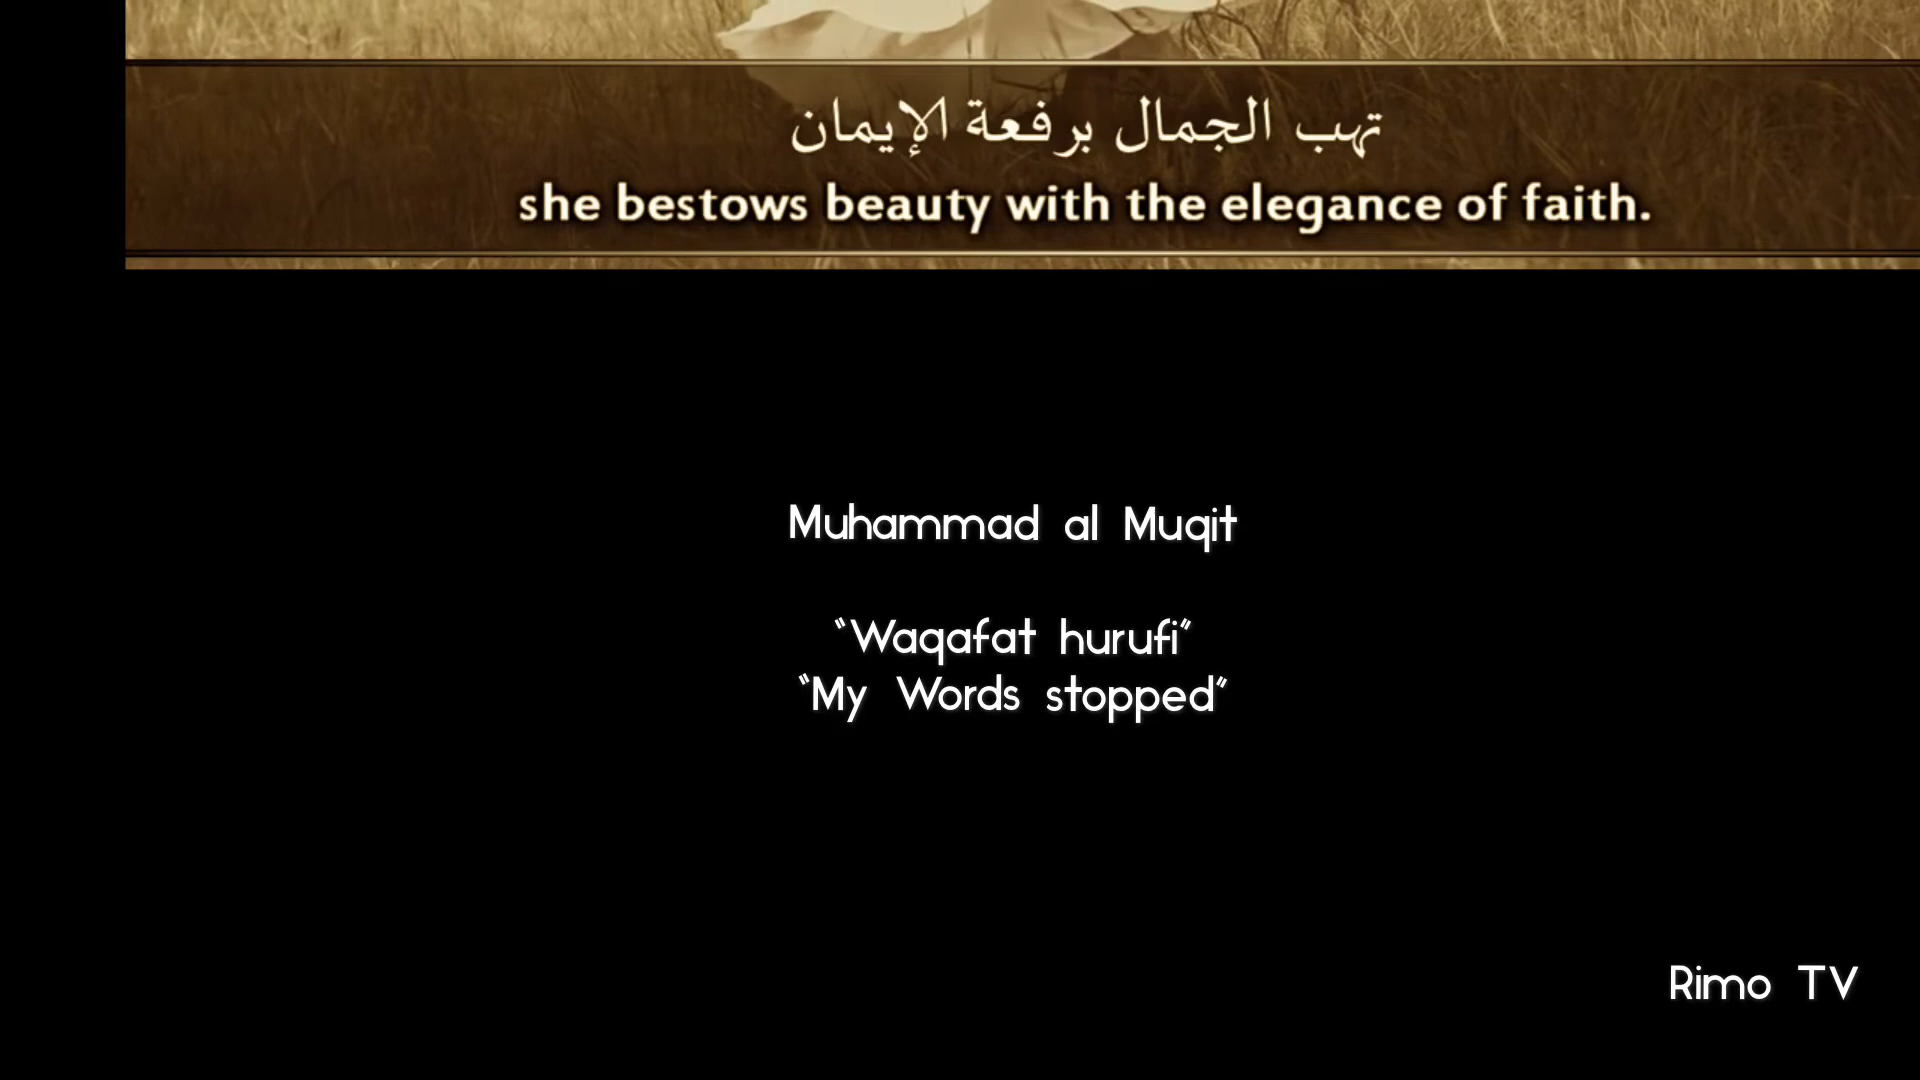 تهب الجمال برفعة الإيمان
she bestows beauty with the elegance of faith.
Muhammad al Muqit
"Waqafat hurufi"
"My Words stopped"
Rimo TV